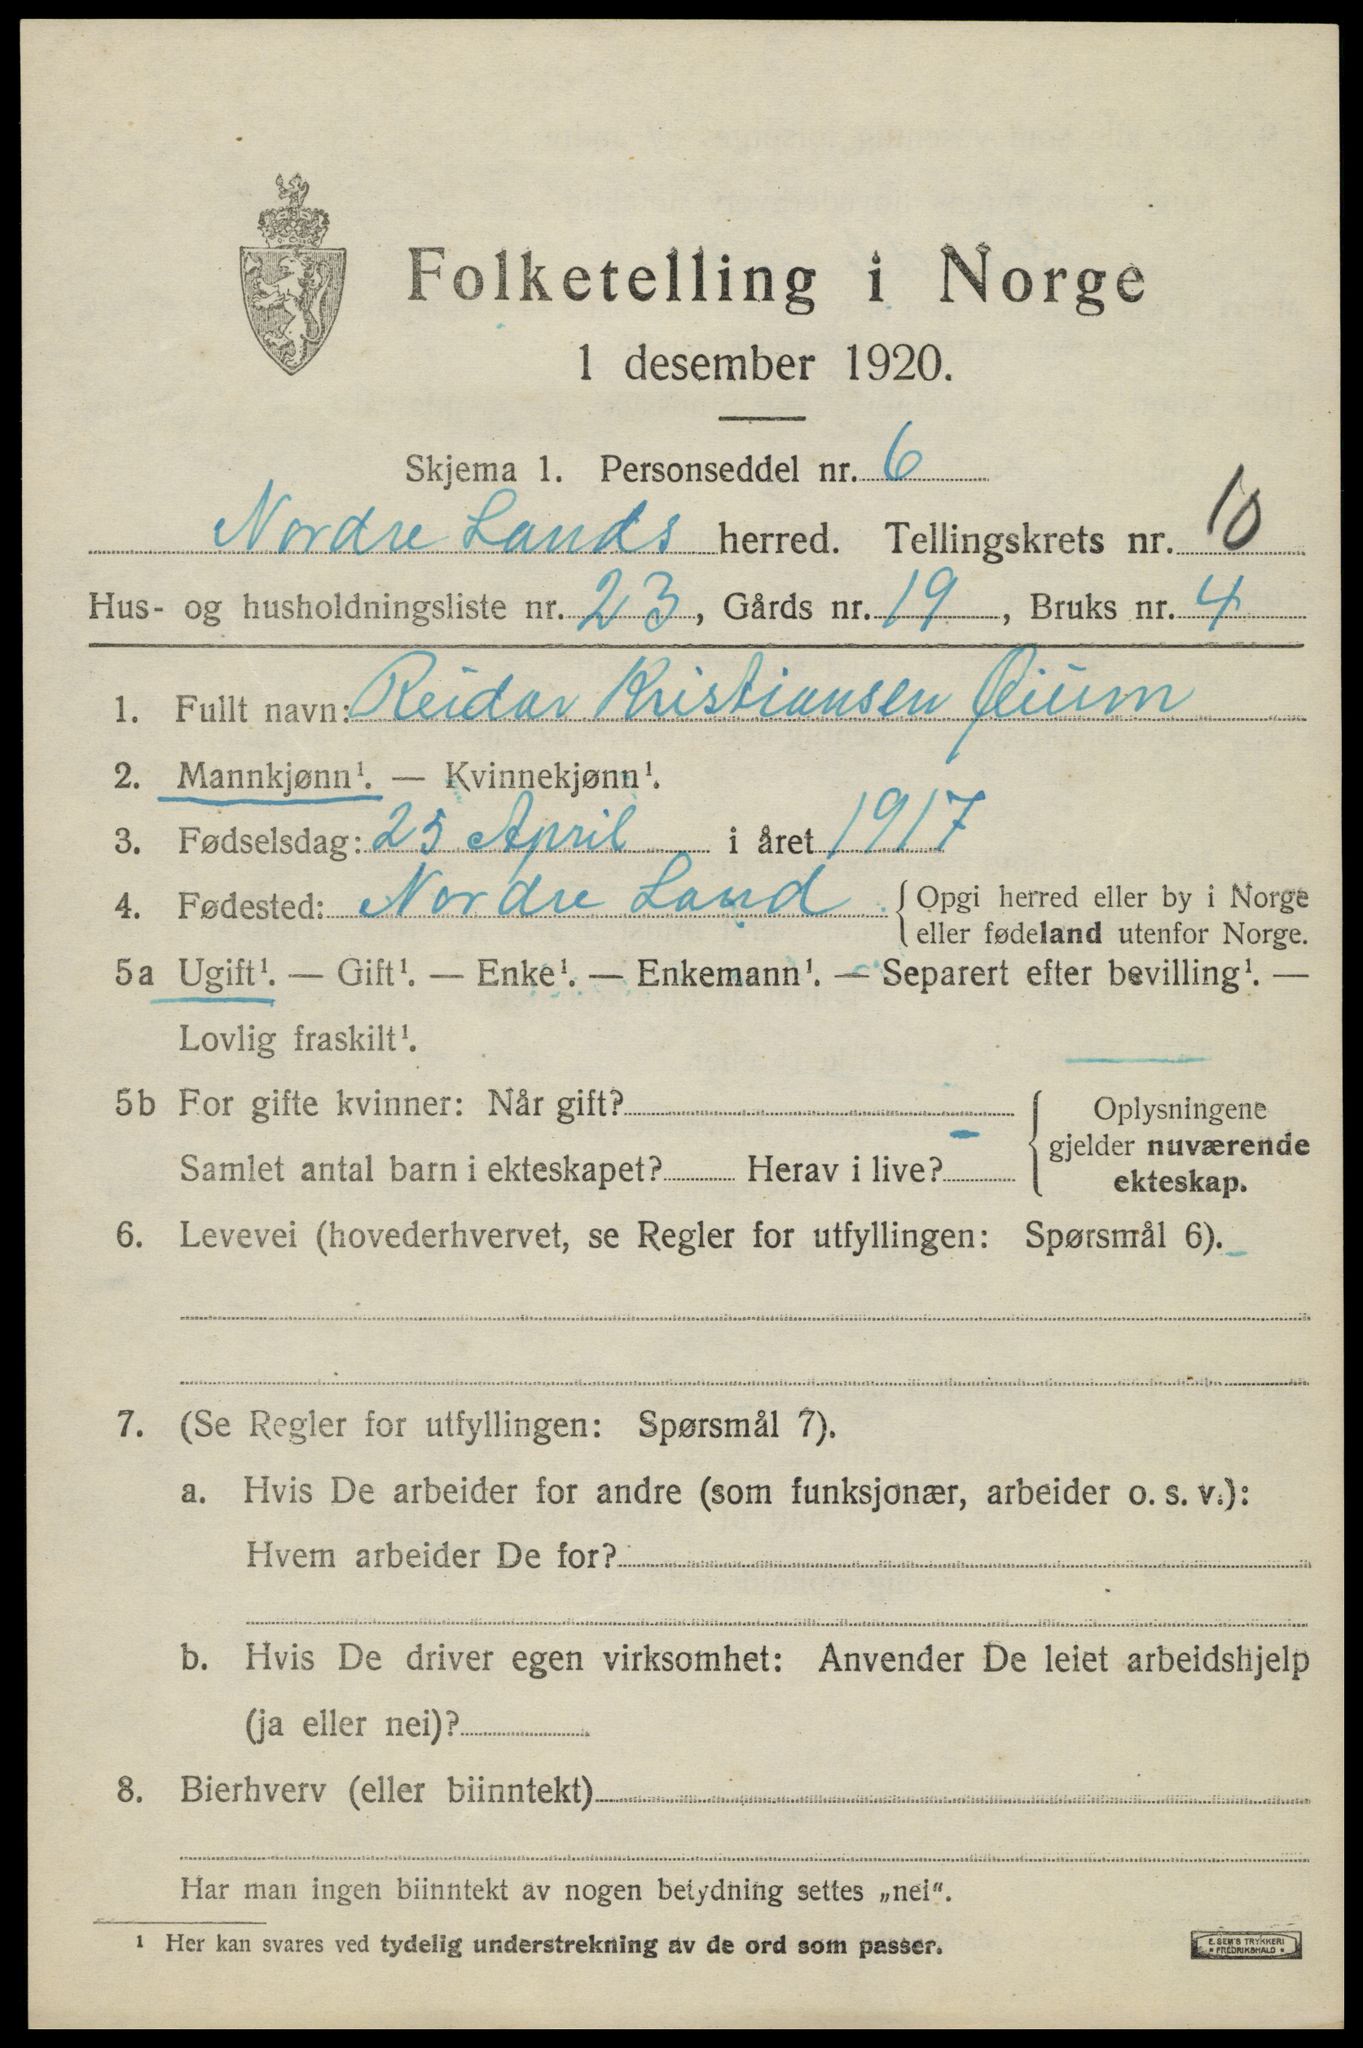 Folketelling i Norge
1 desember 1920.
Skjema 1. Personseddel nr. 6
Nordre Lands herred. Tellingskrets nr. 10
Hus- og husholdningsliste nr. 23, Gårds nr. 19, Bruks nr. 4
1. Fullt navn: Reidar Kristiansen Øium
2. Mannkjønn¹. — Kvinnekjønn¹.
3. Fødselsdag: 25 April i året 1917
4. Fødested: Nordre Land { Opgi herred eller by i Norge
eller fødeland utenfor Norge.
5a Ugift¹. — Gift¹. — Enke¹. — Enkemann¹. — Separert efter bevilling¹. —
Lovlig fraskilt¹.
5b For gifte kvinner: Når gift?
Samlet antal barn i ekteskapet? Herav i live? -
{ Oplysningene
gjelder nuværende
ekteskap.
6. Levevei (hovederhvervet, se Regler for utfyllingen: Spørsmål 6).
7. (Se Regler for utfyllingen: Spørsmål 7).
a. Hvis De arbeider for andre (som funksjonær, arbeider o. s. v.):
Hvem arbeider De for?
b. Hvis De driver egen virksomhet: Anvender De leiet arbeidshjelp
(ja eller nei)?
8. Bierhverv (eller biinntekt)
Har man ingen biinntekt av nogen betydning settes „nei“.
¹ Her kan svares ved tydelig understrekning av de ord som passer.
E. SEM'S TRYKKERI
* FREDRIKSHALD *